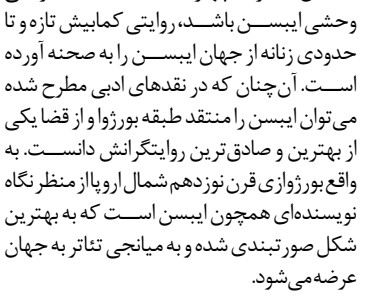 وحشی ایبسن باشد، روایتی کمابیش تازه و تا
حدودی زنانه از جهان ایبسن را به صحنه آورده
است. آن‌چنان که در نقدهای ادبی مطرح شده
می‌توان ایبسن را منتقد طبقه بورژوا و از قضا یکی
از بهترین و صادق‌ترین روایتگرانش دانست. به
واقع بورژوازی قرن نوزدهم شمال اروپا از منظر نگاه
نویسنده‌ای همچون ایبسن است که به بهترین
شکل صورتبندی شده و به میانجی تئاتر به جهان
عرضه می‌شود.